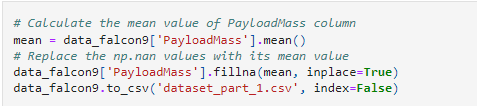 # Calculate the mean value of PayloadMass column
mean = data_falcon9['PayloadMass'].mean()
# Replace the np.nan values with its mean value
data_falcon9['PayloadMass'].fillna(mean, inplace=True)
data_falcon9.to_csv('dataset_part_1.csv', index=False)